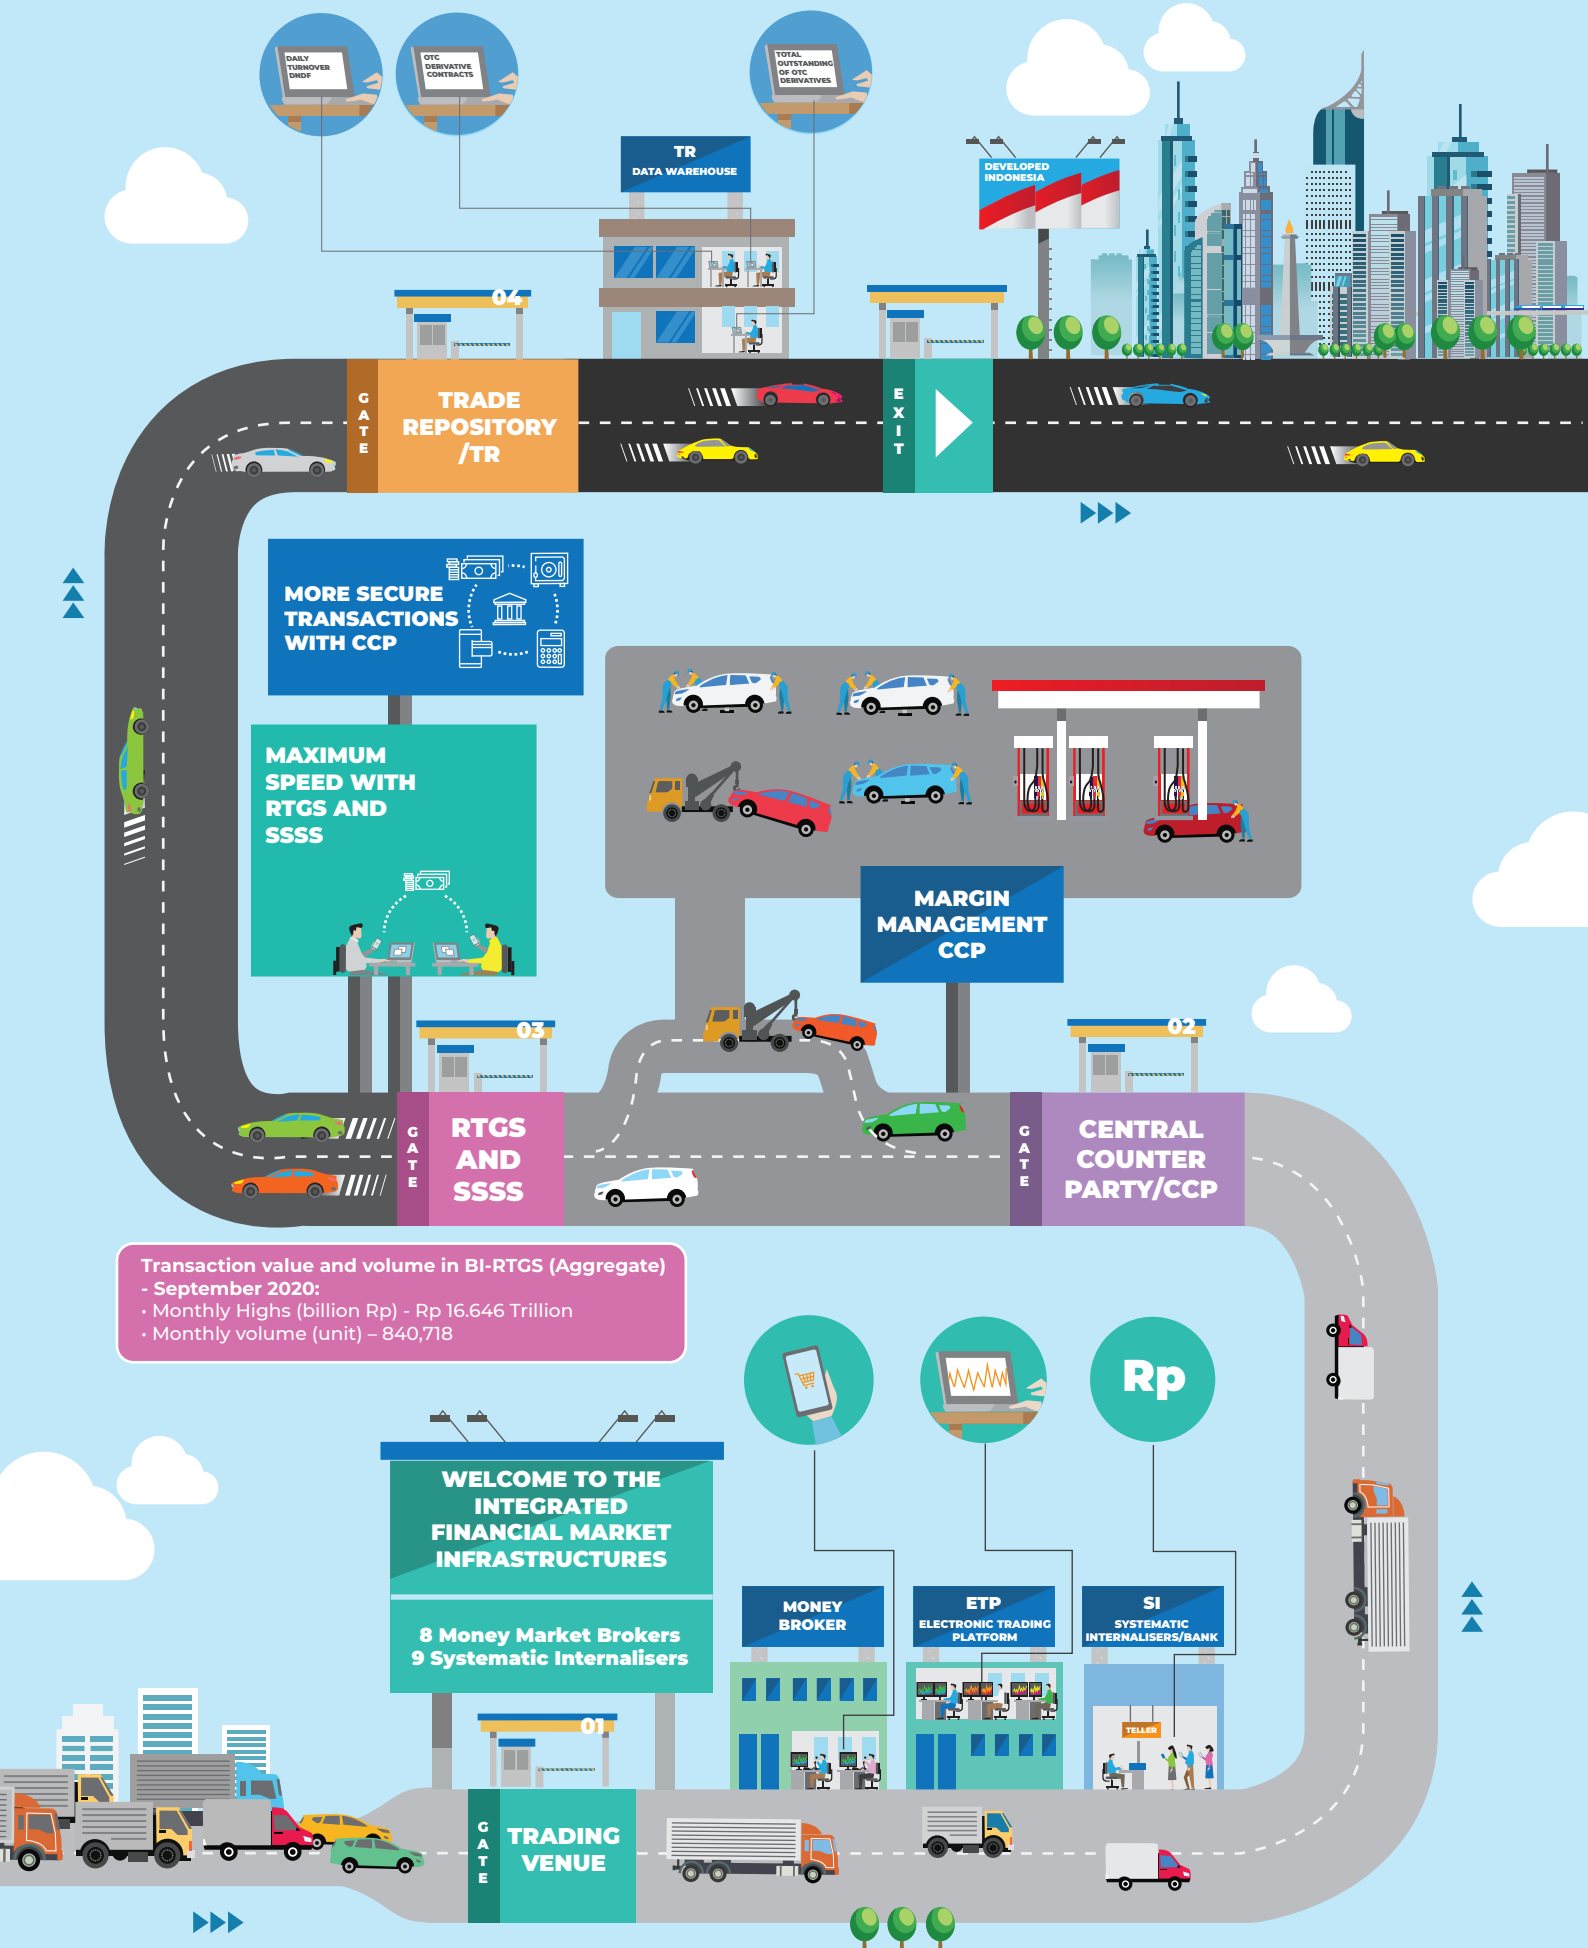 DAILY
TURNOVER
DNDF
OTC
DERIVATIVE
CONTRACTS
TOTAL
OUTSTANDING
OF OTC
DERIVATIVES
TR
DATA WAREHOUSE
DEVELOPED
INDONESIA
04
GATE
TRADE
REPOSITORY
/TR
EXIT
MORE SECURE
TRANSACTIONS
WITH CCP
MAXIMUM
SPEED WITH
RTGS AND
SSSS
MARGIN
MANAGEMENT
CCP
03
02
GATE
RTGS
AND
SSSS
GATE
CENTRAL
COUNTER
PARTY/CCP
Transaction value and volume in BI-RTGS (Aggregate)
- September 2020:
• Monthly Highs (billion Rp) - Rp 16.646 Trillion
• Monthly volume (unit) – 840,718
Rp
WELCOME TO THE
INTEGRATED
FINANCIAL MARKET
INFRASTRUCTURES
8 Money Market Brokers
9 Systematic Internalisers
MONEY
BROKER
ETP
ELECTRONIC TRADING
PLATFORM
SI
SYSTEMATIC
INTERNALISERS/BANK
TELLER
01
GATE
TRADING
VENUE